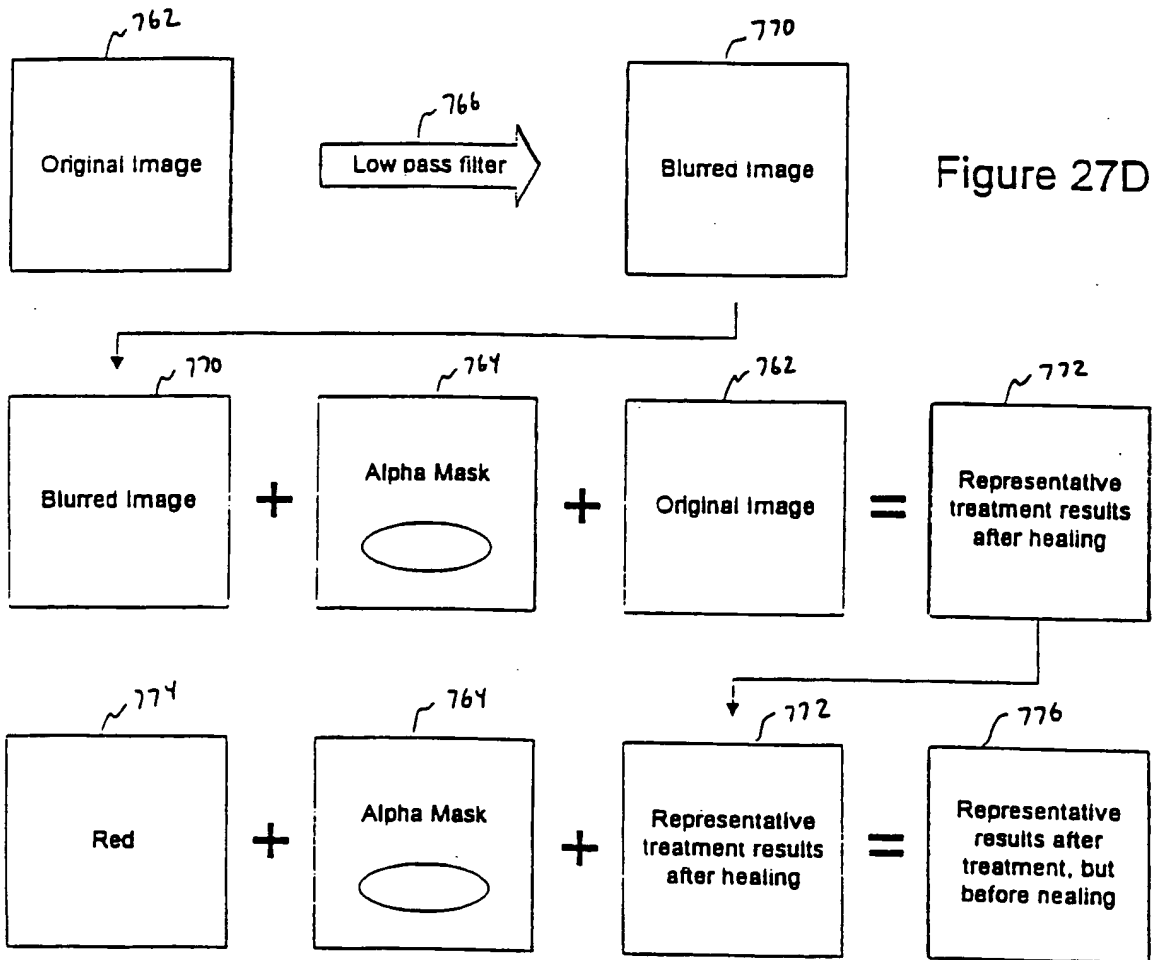 762
770
766
Original Image
Low pass filter
Blurred Image
Figure 27D
770
764
762
772
Blurred Image
+
Alpha Mask
+
Original Image
=
Representative
treatment results
after healing
774
764
772
776
Red
+
Alpha Mask
+
Representative
treatment results
after healing
=
Representative
results after
treatment, but
before nealing